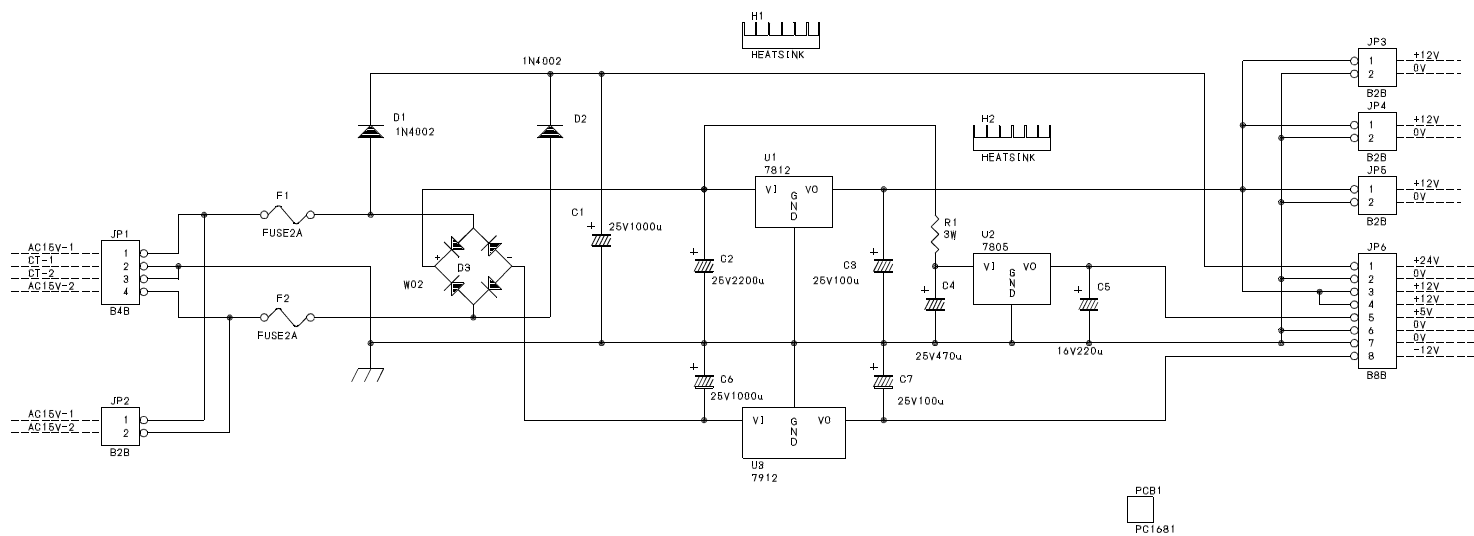 H1
HEATSINK
1N4002
D1
1N4002
D2
H2
HEATSINK
JP3
1
2
B2B
+12V
0V
JP4
1
2
B2B
+12V
0V
JP5
1
2
B2B
+12V
0V
U1
7812
VI
GND
VO
F1
FUSE2A
C1
+
25V1000u
R1
3W
U2
7805
VI
GND
VO
JP1
AC15V-1
CT-1
CT-2
AC15V-2
1
2
3
4
B4B
+
-
D3
W02
+
C2
25V2200u
+
C3
25V100u
+
C4
25V470u
+
C5
16V220u
JP6
1
2
3
4
5
6
7
8
B8B
+24V
0V
+12V
+12V
+5V
0V
0V
-12V
F2
FUSE2A
+
C6
25V1000u
+
C7
25V100u
JP2
AC15V-1
AC15V-2
1
2
B2B
VI
GND
VO
U3
7912
PCB1
PC1681